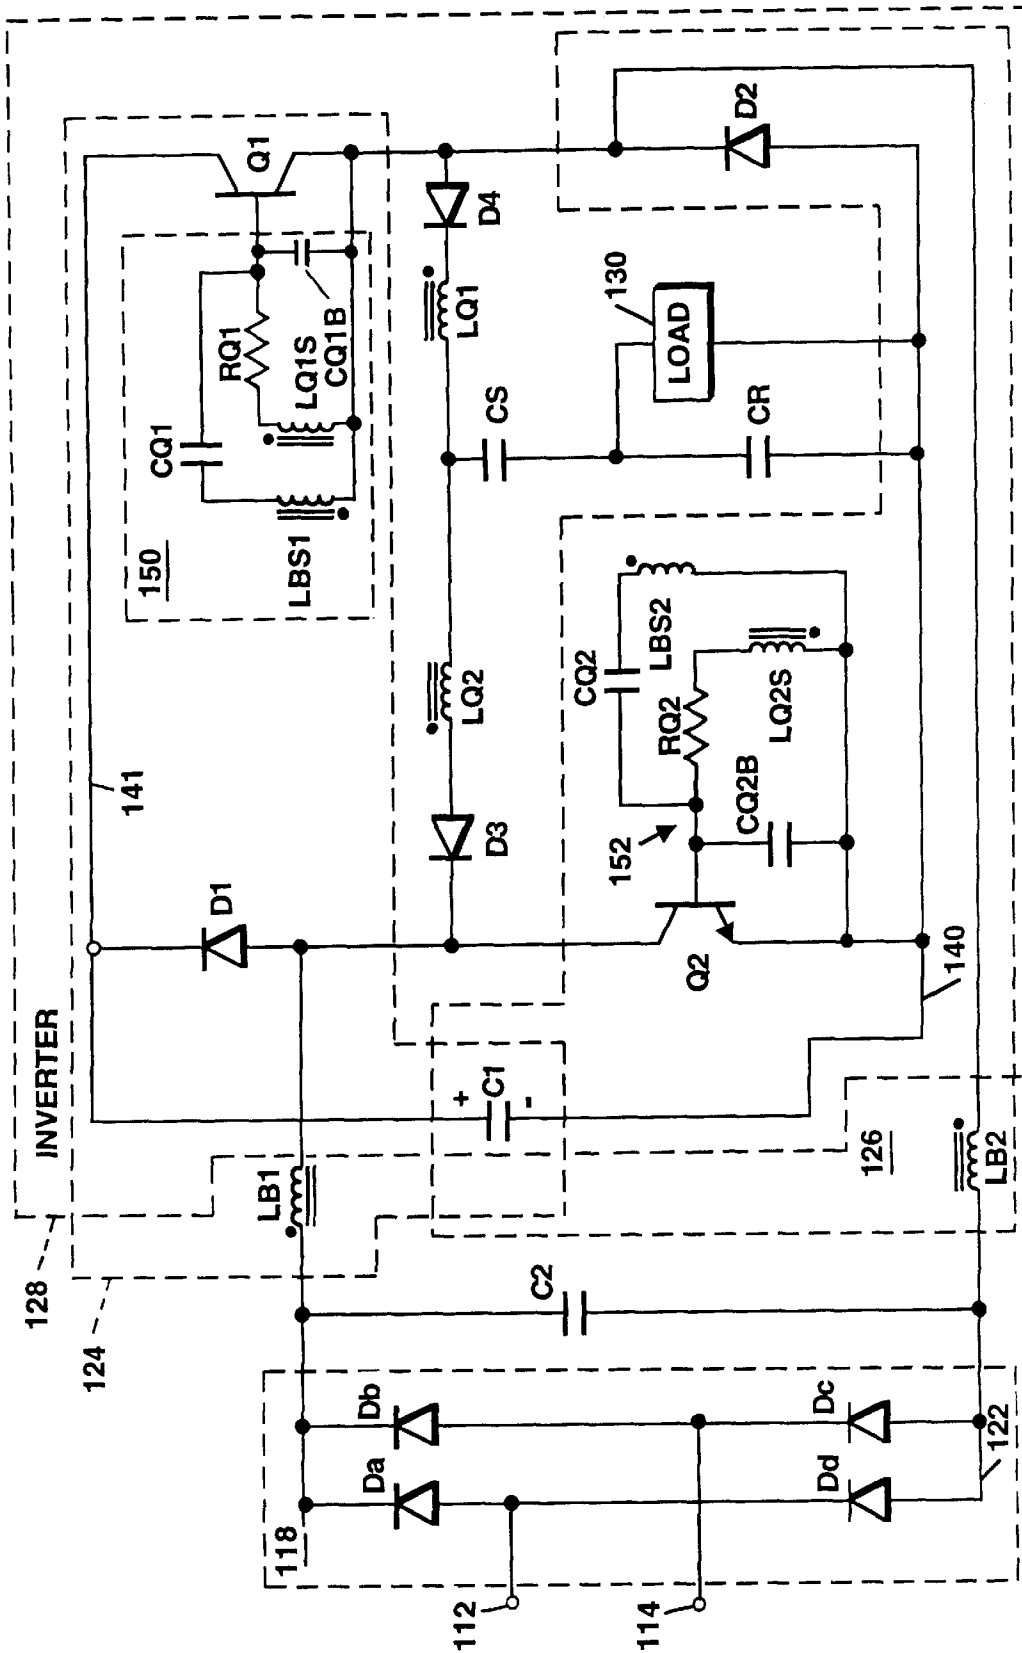 INVERTER
128
124
141
D1
LB1
150
LBS1
CQ1
RQ1
LQ1S
CQ1B
Q1
D3
LQ2
LQ1
D4
+
C1
-
CS
CR
130
LOAD
D2
152
Q2
CQ2
LBS2
RQ2
LQ2S
CQ2B
140
126
LB2
C2
118
Da
Db
Dc
Dd
122
112
114